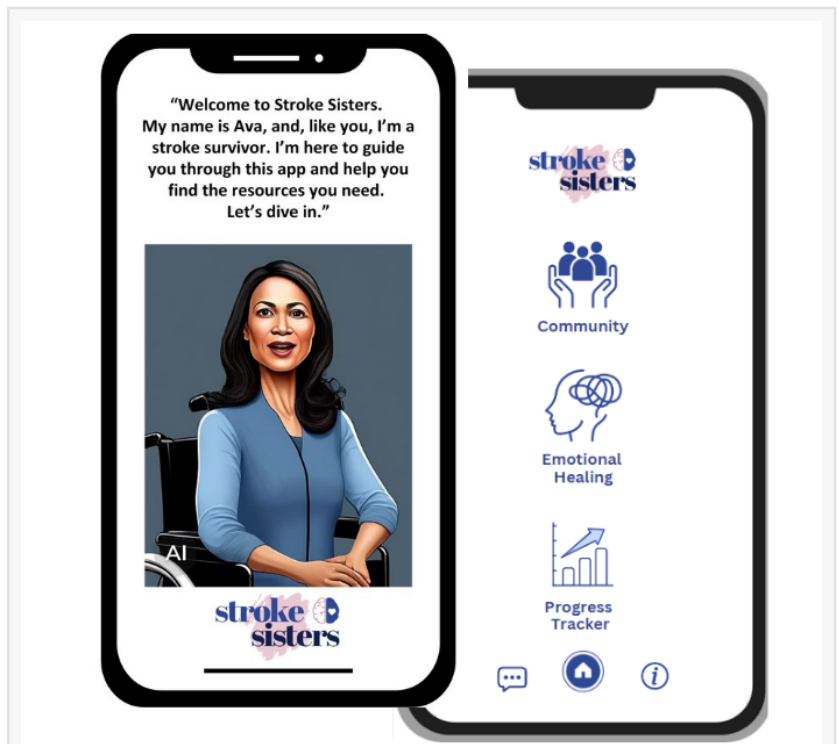 “Welcome to Stroke Sisters.
My name is Ava, and, like you, I’m a
stroke survivor. I’m here to guide
you through this app and help you
find the resources you need.
Let’s dive in.”
AI
stroke
sisters
stroke
sisters
Community
Emotional
Healing
Progress
Tracker
i